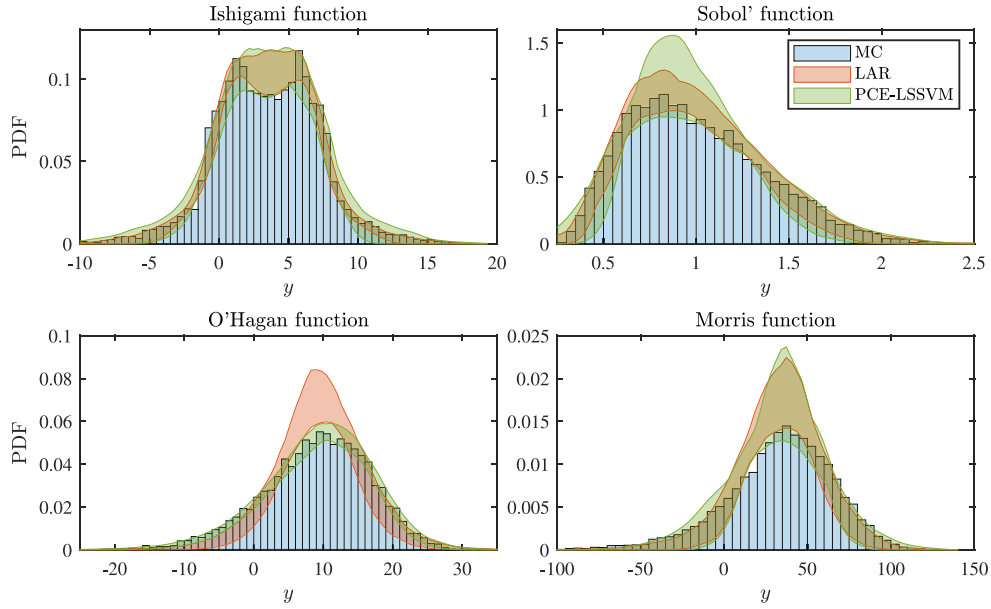 Ishigami function
PDF
0.1
0.05
0
-10 -5 0 5 10 15 20
y
Sobol' function
1.5
1
0.5
0
0.5 1 1.5 2 2.5
y
MC
LAR
PCE-LSSVM
O'Hagan function
PDF
0.1
0.08
0.06
0.04
0.02
0
-20 -10 0 10 20 30
y
Morris function
0.025
0.02
0.015
0.01
0.005
0
-100 -50 0 50 100 150
y